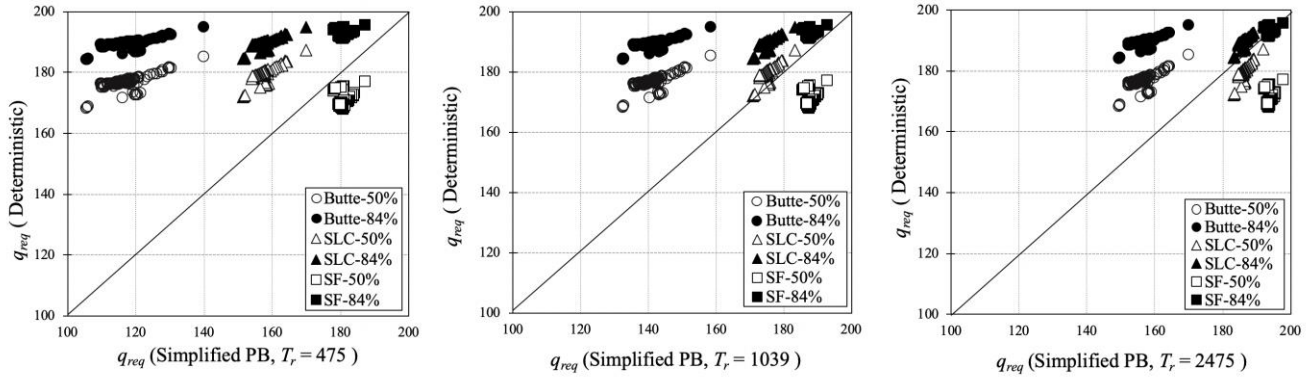 200
180
160
140
120
100
q_req ( Deterministic)
Butte-50%
Butte-84%
SLC-50%
SLC-84%
SF-50%
SF-84%
100 120 140 160 180 200
q_req (Simplified PB, T_r = 475 )
200
180
160
140
120
100
q_req ( Deterministic)
Butte-50%
Butte-84%
SLC-50%
SLC-84%
SF-50%
SF-84%
100 120 140 160 180 200
q_req (Simplified PB, T_r = 1039 )
200
180
160
140
120
100
q_req ( Deterministic)
Butte-50%
Butte-84%
SLC-50%
SLC-84%
SF-50%
SF-84%
100 120 140 160 180 200
q_req (Simplified PB, T_r = 2475 )